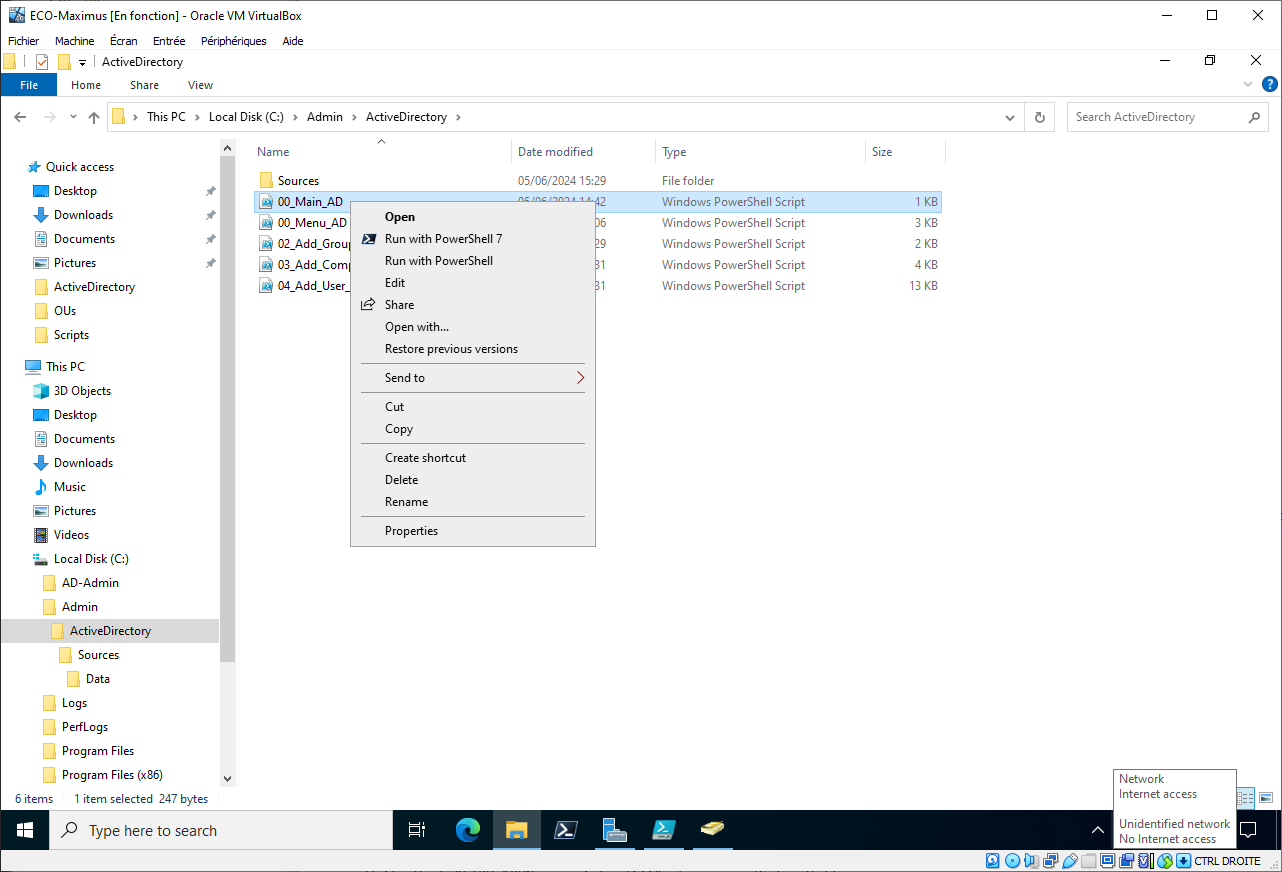 ECO-Maximus [En fonction] - Oracle VM VirtualBox
Fichier Machine Écran Entrée Périphériques Aide
ActiveDirectory
File Home Share View
This PC Local Disk (C:) Admin ActiveDirectory
Search ActiveDirectory
Name Date modified Type Size
Sources 05/06/2024 15:29 File folder
00_Main_AD 05/06/2024 14:42 Windows PowerShell Script 1 KB
00_Menu_AD 06 Windows PowerShell Script 3 KB
02_Add_Grou 29 Windows PowerShell Script 2 KB
03_Add_Comp 31 Windows PowerShell Script 4 KB
04_Add_User_ 31 Windows PowerShell Script 13 KB
Open
Run with PowerShell 7
Run with PowerShell
Edit
Share
Open with...
Restore previous versions
Send to
Cut
Copy
Create shortcut
Delete
Rename
Properties
Quick access
Desktop
Downloads
Documents
Pictures
ActiveDirectory
OUs
Scripts
This PC
3D Objects
Desktop
Documents
Downloads
Music
Pictures
Videos
Local Disk (C:)
AD-Admin
Admin
ActiveDirectory
Sources
Data
Logs
PerfLogs
Program Files
Program Files (x86)
6 items 1 item selected 247 bytes
Network
Internet access
Unidentified network
No Internet access
Type here to search
CTRL DROITE